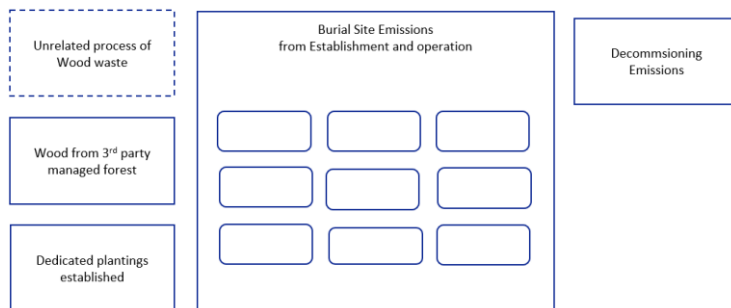 Unrelated process of
Wood waste
Burial Site Emissions
from Establishment and operation
Decommsioning
Emissions
Wood from 3rd party
managed forest
Dedicated plantings
established